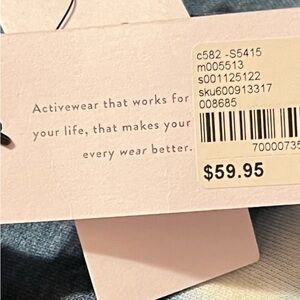 Activewear that works for
your life, that makes your
every wear better.
c582 -S5415
m005513
s001125122
sku600913317
008685
70000735
$59.95